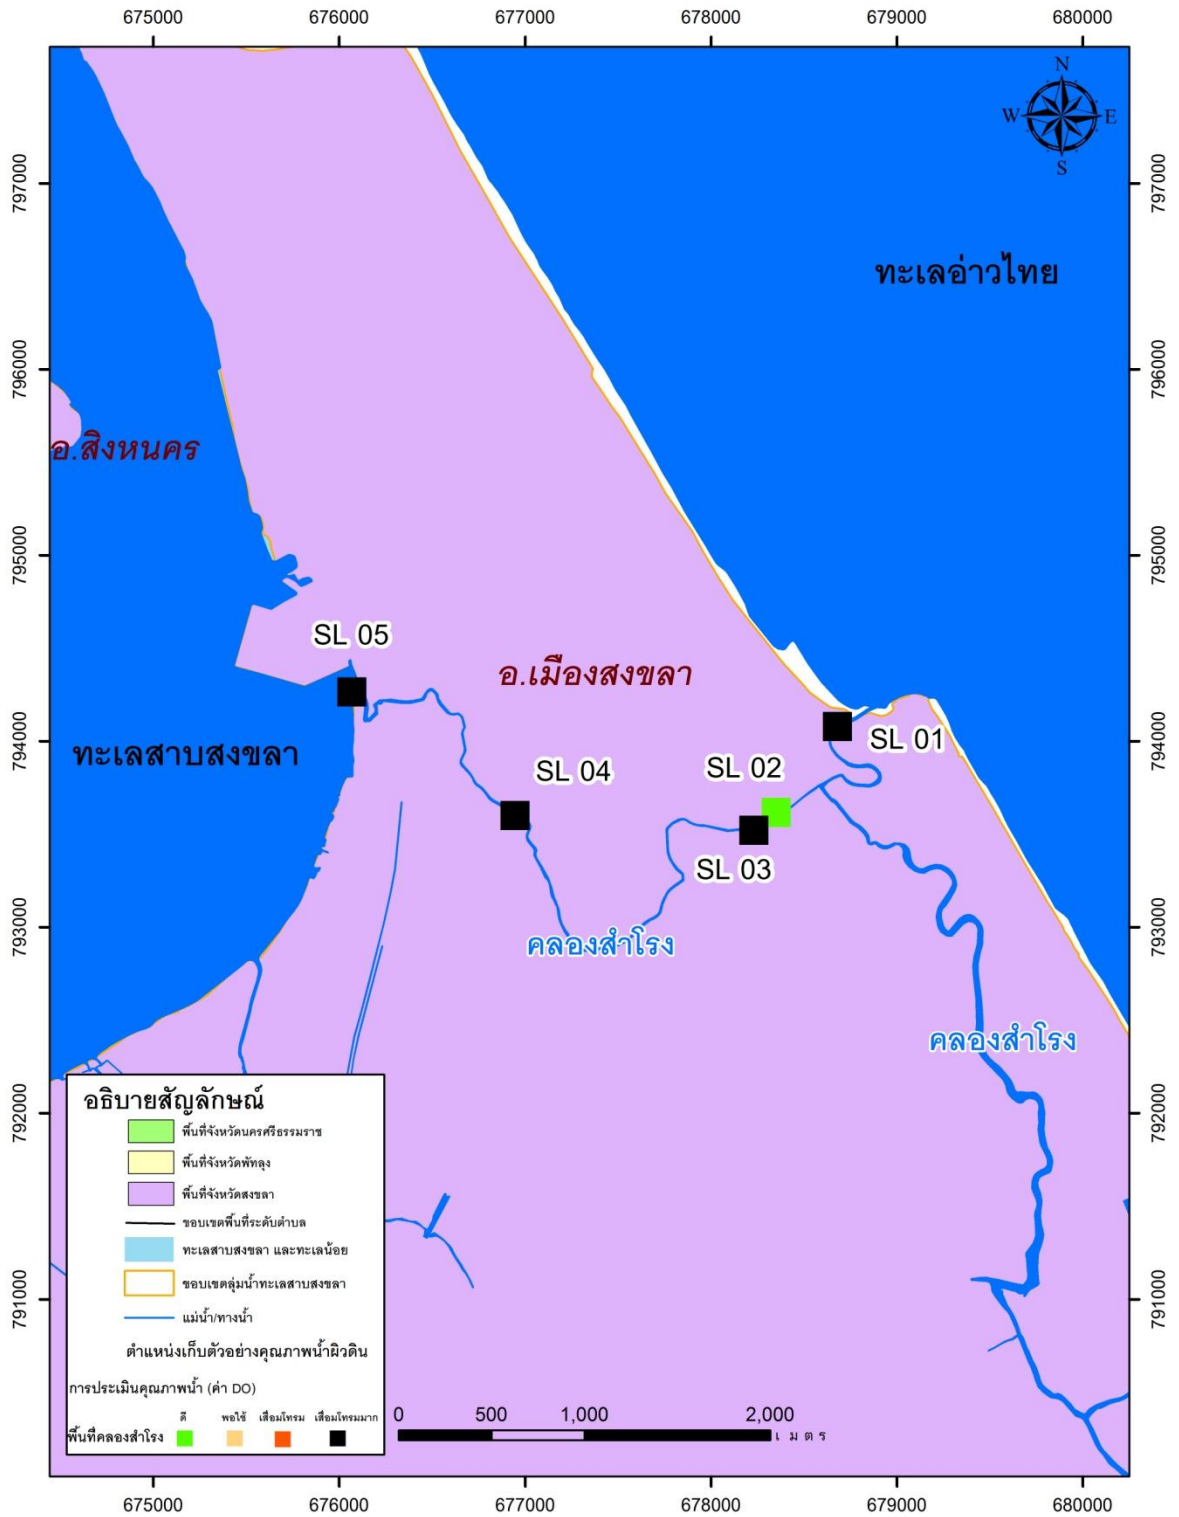 675000 676000 677000 678000 679000 680000
N
W E
S
797000 797000
ทะเลอ่าวไทย
796000 796000
อ.สิงหนคร
795000 795000
SL 05
อ.เมืองสงขลา
794000 794000
ทะเลสาบสงขลา
SL 01
SL 02
SL 04
SL 03
793000 793000
คลองสำโรง
คลองสำโรง
792000 792000
อธิบายสัญลักษณ์
พื้นที่จังหวัดนครศรีธรรมราช
พื้นที่จังหวัดพัทลุง
พื้นที่จังหวัดสงขลา
ขอบเขตพื้นที่ระดับตำบล
ทะเลสาบสงขลา และทะเลน้อย
ขอบเขตลุ่มน้ำทะเลสาบสงขลา
แม่น้ำ/ทางน้ำ
791000 791000
ตำแหน่งเก็บตัวอย่างคุณภาพน้ำผิวดิน
การประเมินคุณภาพน้ำ (ค่า DO)
ดี พอใช้ เสื่อมโทรม เสื่อมโทรมมาก
พื้นที่คลองสำโรง
0 500 1,000 2,000
เมตร
675000 676000 677000 678000 679000 680000